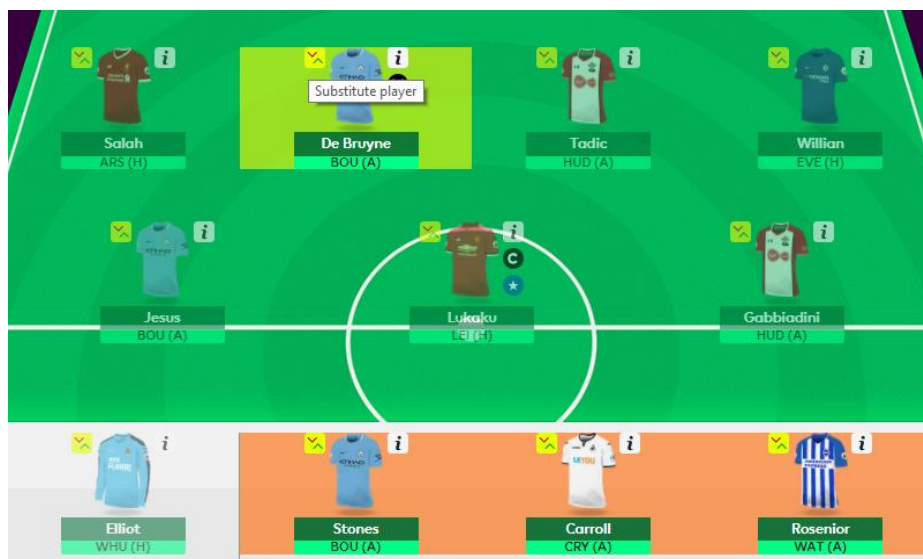 Salah
ARS (H)
Substitute player
De Bruyne
BOU (A)
Tadic
HUD (A)
Willian
EVE (H)
Jesus
BOU (A)
C
Lukaku
LEI (H)
Gabbiadini
HUD (A)
Elliot
WHU (H)
Stones
BOU (A)
Carroll
CRY (A)
Rosenior
WAT (A)